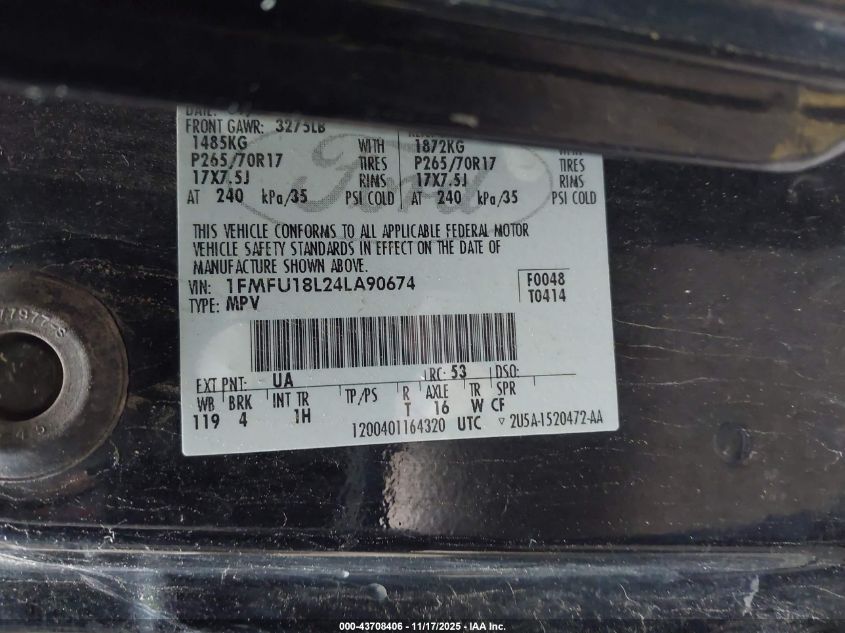 DATE:
FRONT GAWR: 3275LB
1485KG WITH 1872KG
P265/70R17 TIRES P265/70R17 TIRES
17X7.5J RIMS 17X7.5J RIMS
AT 240 kPa/35 PSI COLD AT 240 kPa/35 PSI COLD
Ford
THIS VEHICLE CONFORMS TO ALL APPLICABLE FEDERAL MOTOR
VEHICLE SAFETY STANDARDS IN EFFECT ON THE DATE OF
MANUFACTURE SHOWN ABOVE.
VIN: 1FMFU18L24LA90674 F0048
TYPE: MPV T0414
EXT PNT: UA RC: 53 DSO:
WB BRK INT TR TP/PS R AXLE TR SPR
119 4 1H T 16 W CF
1200401164320 UTC ▿ 2U5A-1520472-AA
000-43708406 - 11/17/2025 - IAA Inc.